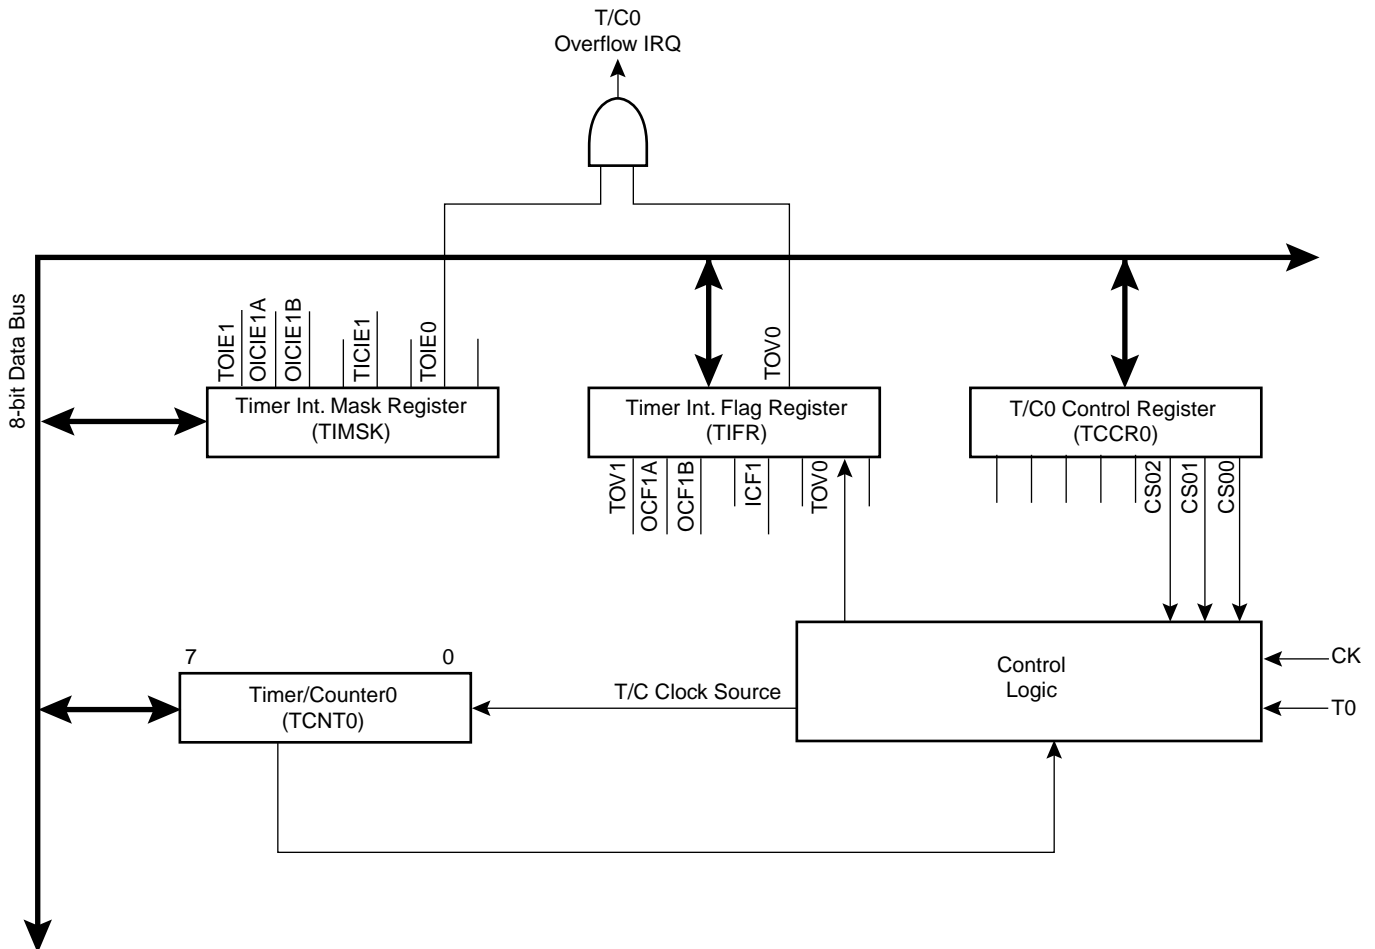 T/C0
Overflow IRQ
8-bit Data Bus
TOIE1
OICIE1A
OICIE1B
TICIE1
TOIE0
TOV0
Timer Int. Mask Register
(TIMSK)
Timer Int. Flag Register
(TIFR)
T/C0 Control Register
(TCCR0)
TOV1
OCF1A
OCF1B
ICF1
TOV0
CS02
CS01
CS00
7
0
Timer/Counter0
(TCNT0)
T/C Clock Source
Control
Logic
CK
T0